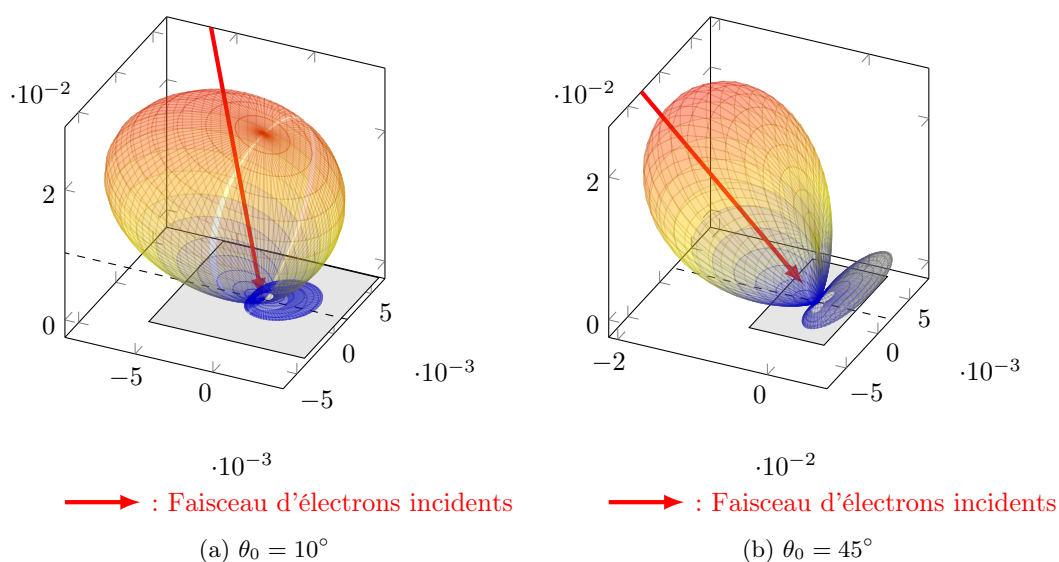 ·10⁻² ·10⁻²
2 2
0 0
−5 0 −5 0 5 −2 0 −5 0 5
·10⁻³ ·10⁻³
·10⁻³ ·10⁻²
: Faisceau d'électrons incidents : Faisceau d'électrons incidents
(a) θ₀ = 10° (b) θ₀ = 45°